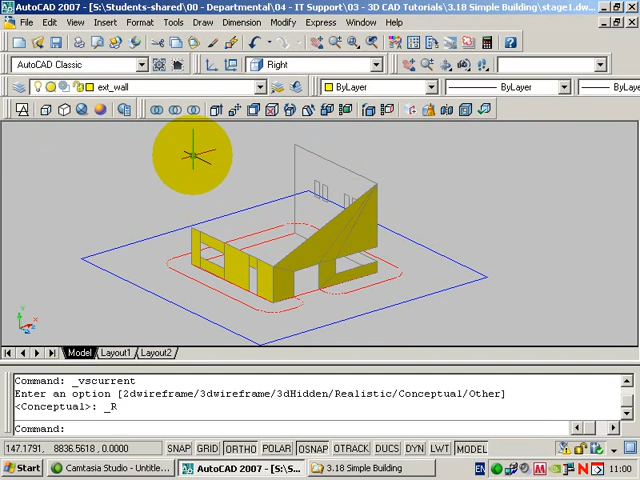 AutoCAD 2007 - [S:\Students-shared\00 - Departmental\04 - IT Support\03 - 3D CAD Tutorials\3.18 Simple Building\stage1.dw...
File Edit View Insert Format Tools Draw Dimension Modify Express Window Help
AutoCAD Classic Right
ext_wall ByLayer ByLayer ByLaye
Model Layout1 Layout2
Command: _vscurrent
Enter an option [2dwireframe/3dwireframe/3dHidden/Realistic/Conceptual/Other]
<Conceptual>: _R
Command:
147.1791, 8936.5618 , 0.0000 SNAP GRID ORTHO POLAR OSNAP OTRACK DUCS DYN LWT MODEL
Start Camtasia Studio - Untitle... AutoCAD 2007 - [S:\S... 3.18 Simple Building EN 11:00